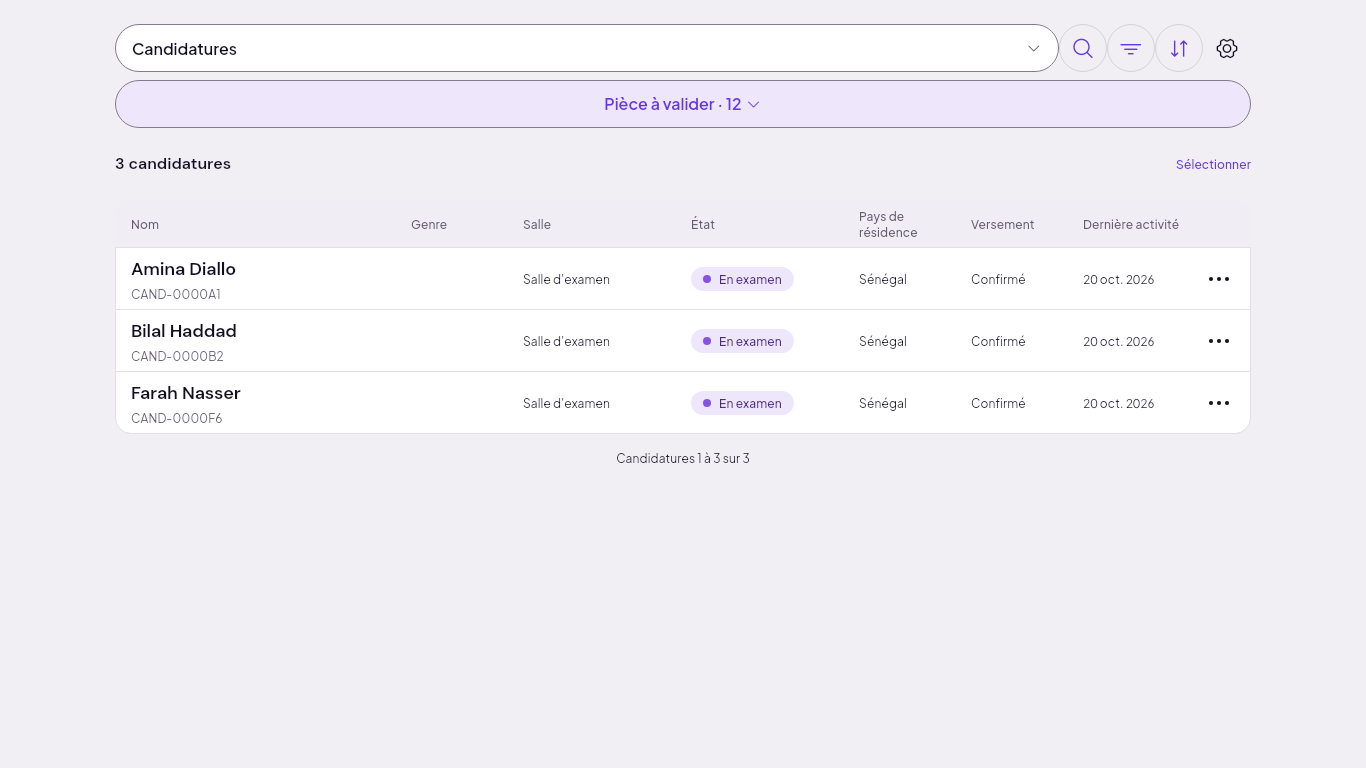 Candidatures
Pièce à valider · 12
3 candidatures
Sélectionner
Nom
Genre
Salle
État
Pays de
résidence
Versement
Dernière activité
Amina Diallo
CAND-0000A1
Salle d'examen
En examen
Sénégal
Confirmé
20 oct. 2026
Bilal Haddad
CAND-0000B2
Salle d'examen
En examen
Sénégal
Confirmé
20 oct. 2026
Farah Nasser
CAND-0000F6
Salle d'examen
En examen
Sénégal
Confirmé
20 oct. 2026
Candidatures 1 à 3 sur 3